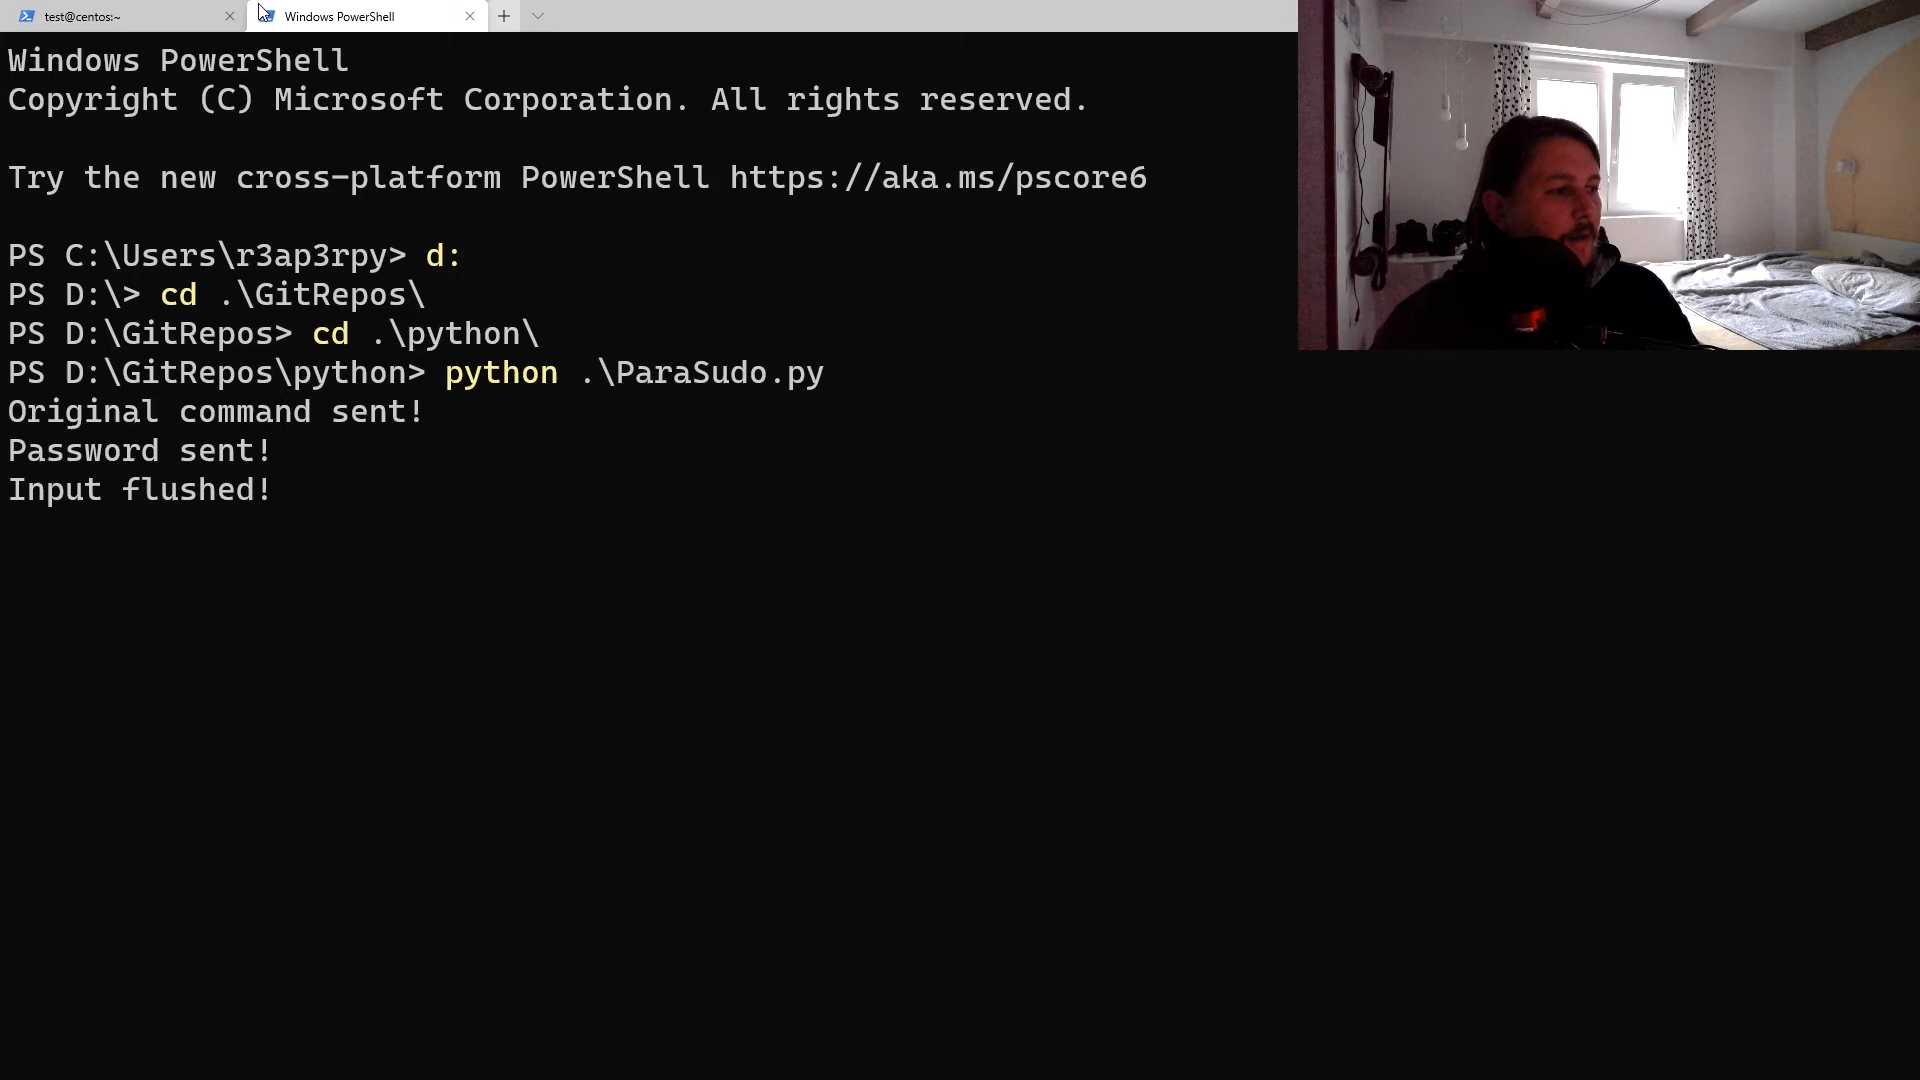 test@centos:~
Windows PowerShell
Windows PowerShell
Copyright (C) Microsoft Corporation. All rights reserved.
Try the new cross-platform PowerShell https://aka.ms/pscore6
PS C:\Users\r3ap3rpy> d:
PS D:\> cd .\GitRepos\
PS D:\GitRepos> cd .\python\
PS D:\GitRepos\python> python .\ParaSudo.py
Original command sent!
Password sent!
Input flushed!